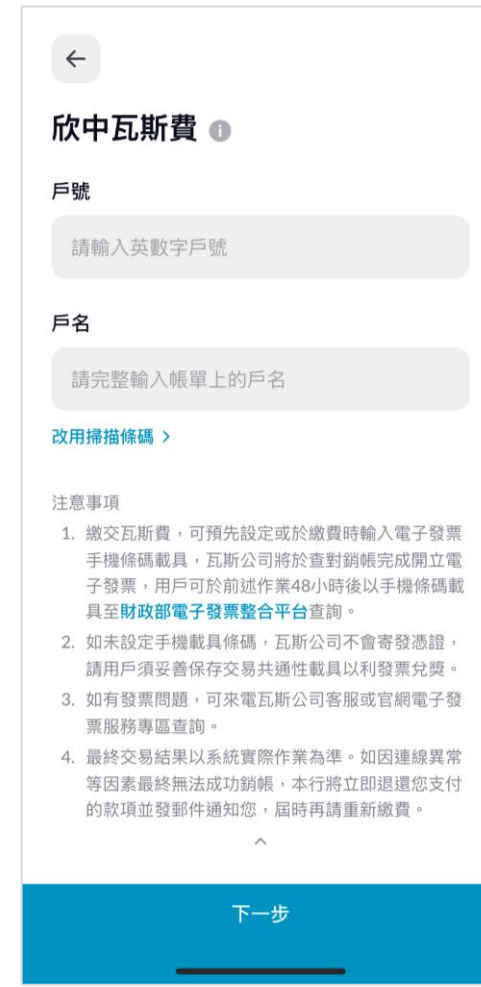 欣中瓦斯費
戶號
請輸入英數字戶號
戶名
請完整輸入帳單上的戶名
改用掃描條碼 >
注意事項
1. 繳交瓦斯費，可預先設定或於繳費時輸入電子發票
手機條碼載具，瓦斯公司將於查對銷帳完成開立電
子發票，用戶可於前述作業48小時後以手機條碼載
具至財政部電子發票整合平台查詢。
2. 如未設定手機載具條碼，瓦斯公司不會寄發憑證，
請用戶須妥善保存交易共通性載具以利發票兌獎。
3. 如有發票問題，可來電瓦斯公司客服或官網電子發
票服務專區查詢。
4. 最終交易結果以系統實際作業為準。如因連線異常
等因素最終無法成功銷帳，本行將立即退還您支付
的款項並發郵件通知您，屆時再請重新繳費。
下一步